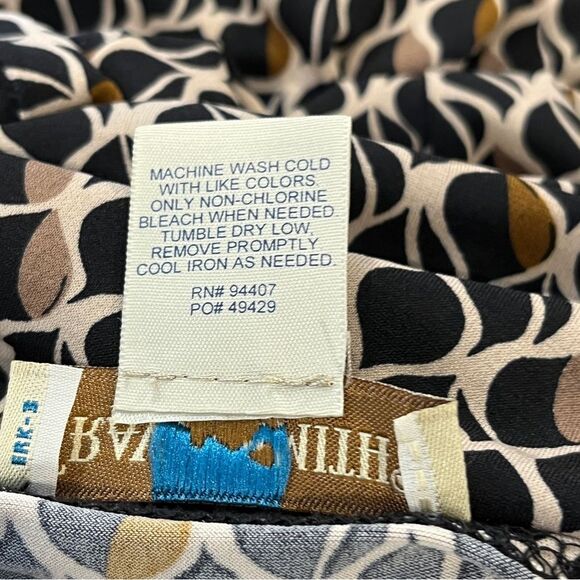 MACHINE WASH COLD
WITH LIKE COLORS.
ONLY NON-CHLORINE
BLEACH WHEN NEEDED.
TUMBLE DRY LOW,
REMOVE PROMPTLY
COOL IRON AS NEEDED.
RN# 94407
PO# 49429